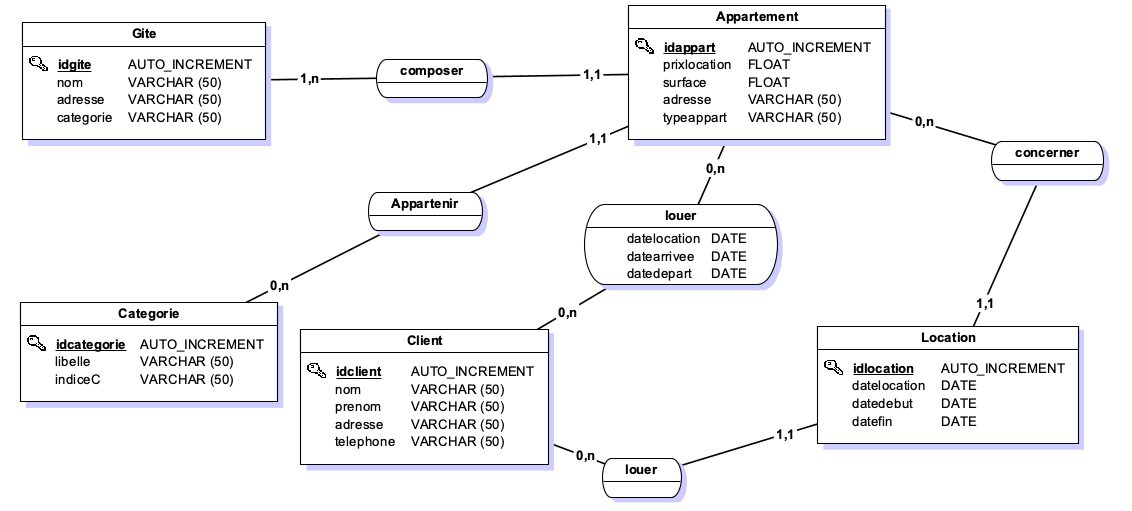 Gite
idgite AUTO_INCREMENT
nom VARCHAR (50)
adresse VARCHAR (50)
categorie VARCHAR (50)
1,n
composer
1,1
Appartement
idappart AUTO_INCREMENT
prixlocation FLOAT
surface FLOAT
adresse VARCHAR (50)
typeappart VARCHAR (50)
0,n
concerner
1,1
1,1
Appartenir
0,n
0,n
louer
datelocation DATE
datearrivee DATE
datedepart DATE
0,n
Categorie
idcategorie AUTO_INCREMENT
libelle VARCHAR (50)
indiceC VARCHAR (50)
Client
idclient AUTO_INCREMENT
nom VARCHAR (50)
prenom VARCHAR (50)
adresse VARCHAR (50)
telephone VARCHAR (50)
0,n
louer
1,1
Location
idlocation AUTO_INCREMENT
datelocation DATE
datedebut DATE
datefin DATE